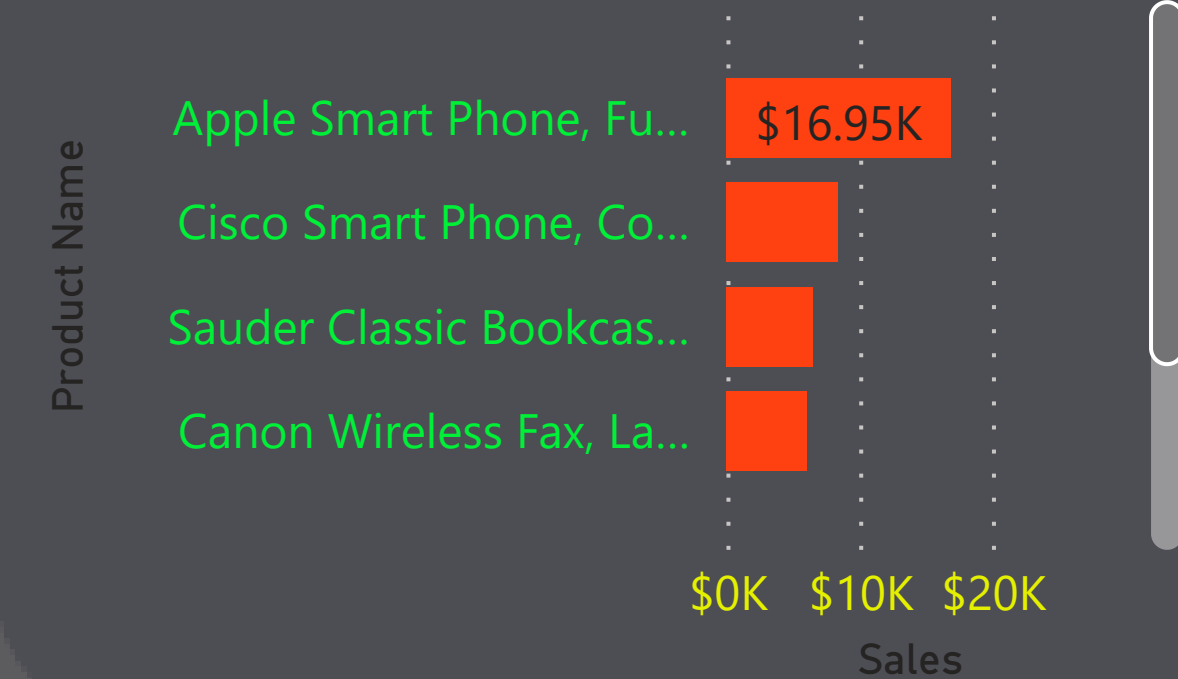 Product Name
Apple Smart Phone, Fu...
$16.95K
Cisco Smart Phone, Co...
Sauder Classic Bookcas...
Canon Wireless Fax, La...
$0K $10K $20K
Sales